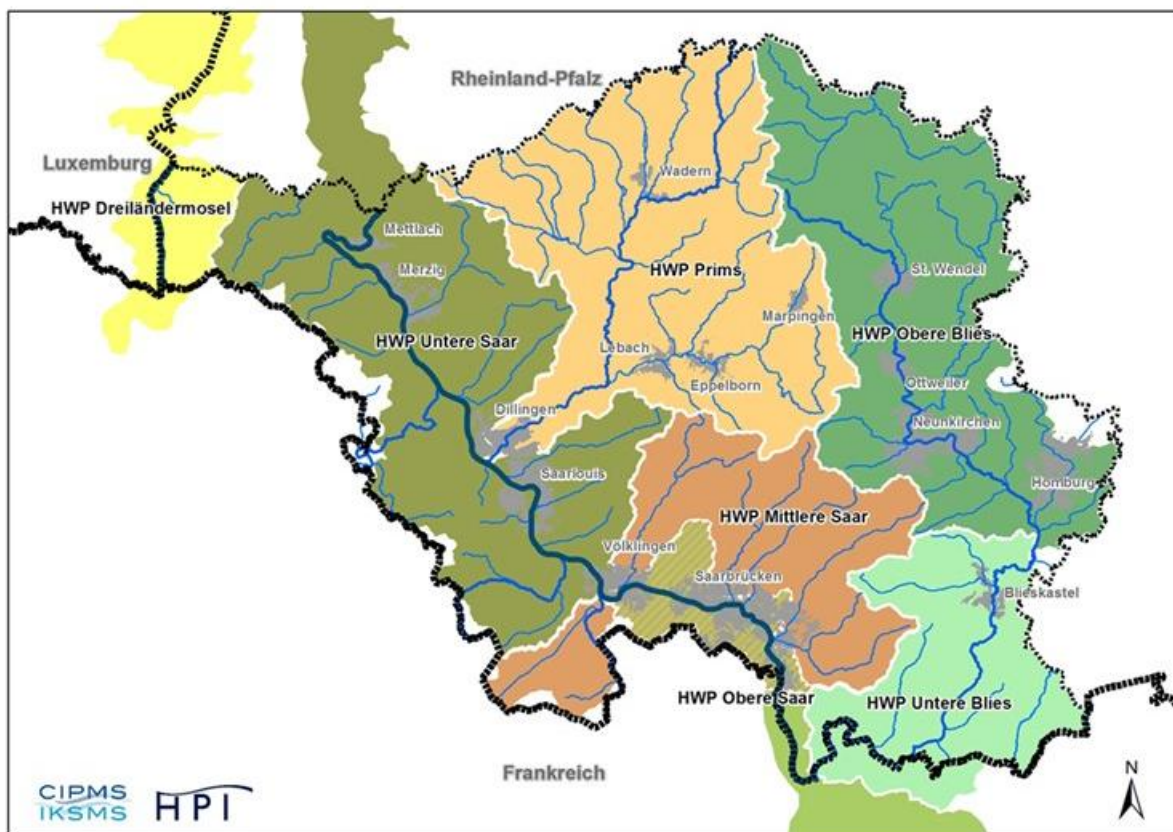 Rheinland-Pfalz
Luxemburg
HWP Dreiländermosel
Wadern
Mettlach
Merzig
HWP Prims
St. Wendel
Marpingen
HWP Untere Saar
HWP Obere Blies
Lebach
Eppelborn
Ottweiler
Dillingen
Neunkirchen
Saarlouis
Homburg
HWP Mittlere Saar
Völklingen
Saarbrücken
Blieskastel
HWP Obere Saar
HWP Untere Blies
Frankreich
N
CIPMS
IKSMS
HPI